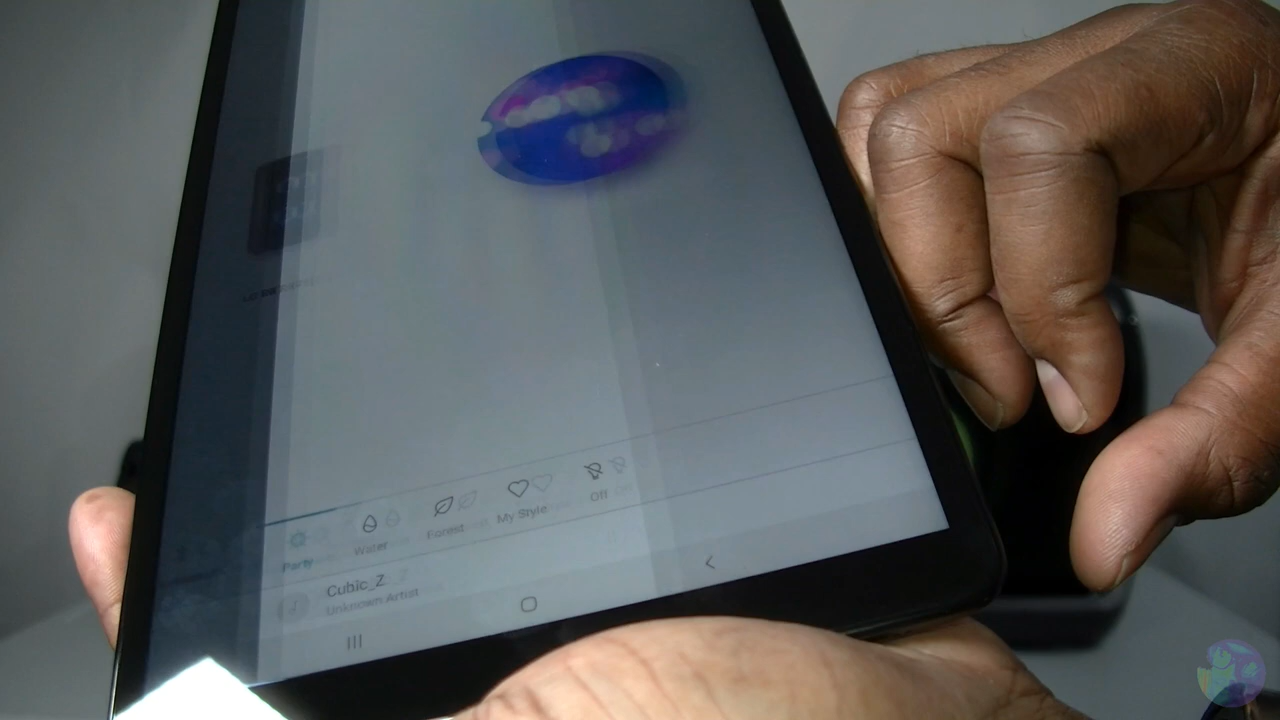 Party
Water
Forest
My Style
Off
Cubic_Z
Unknown Artist